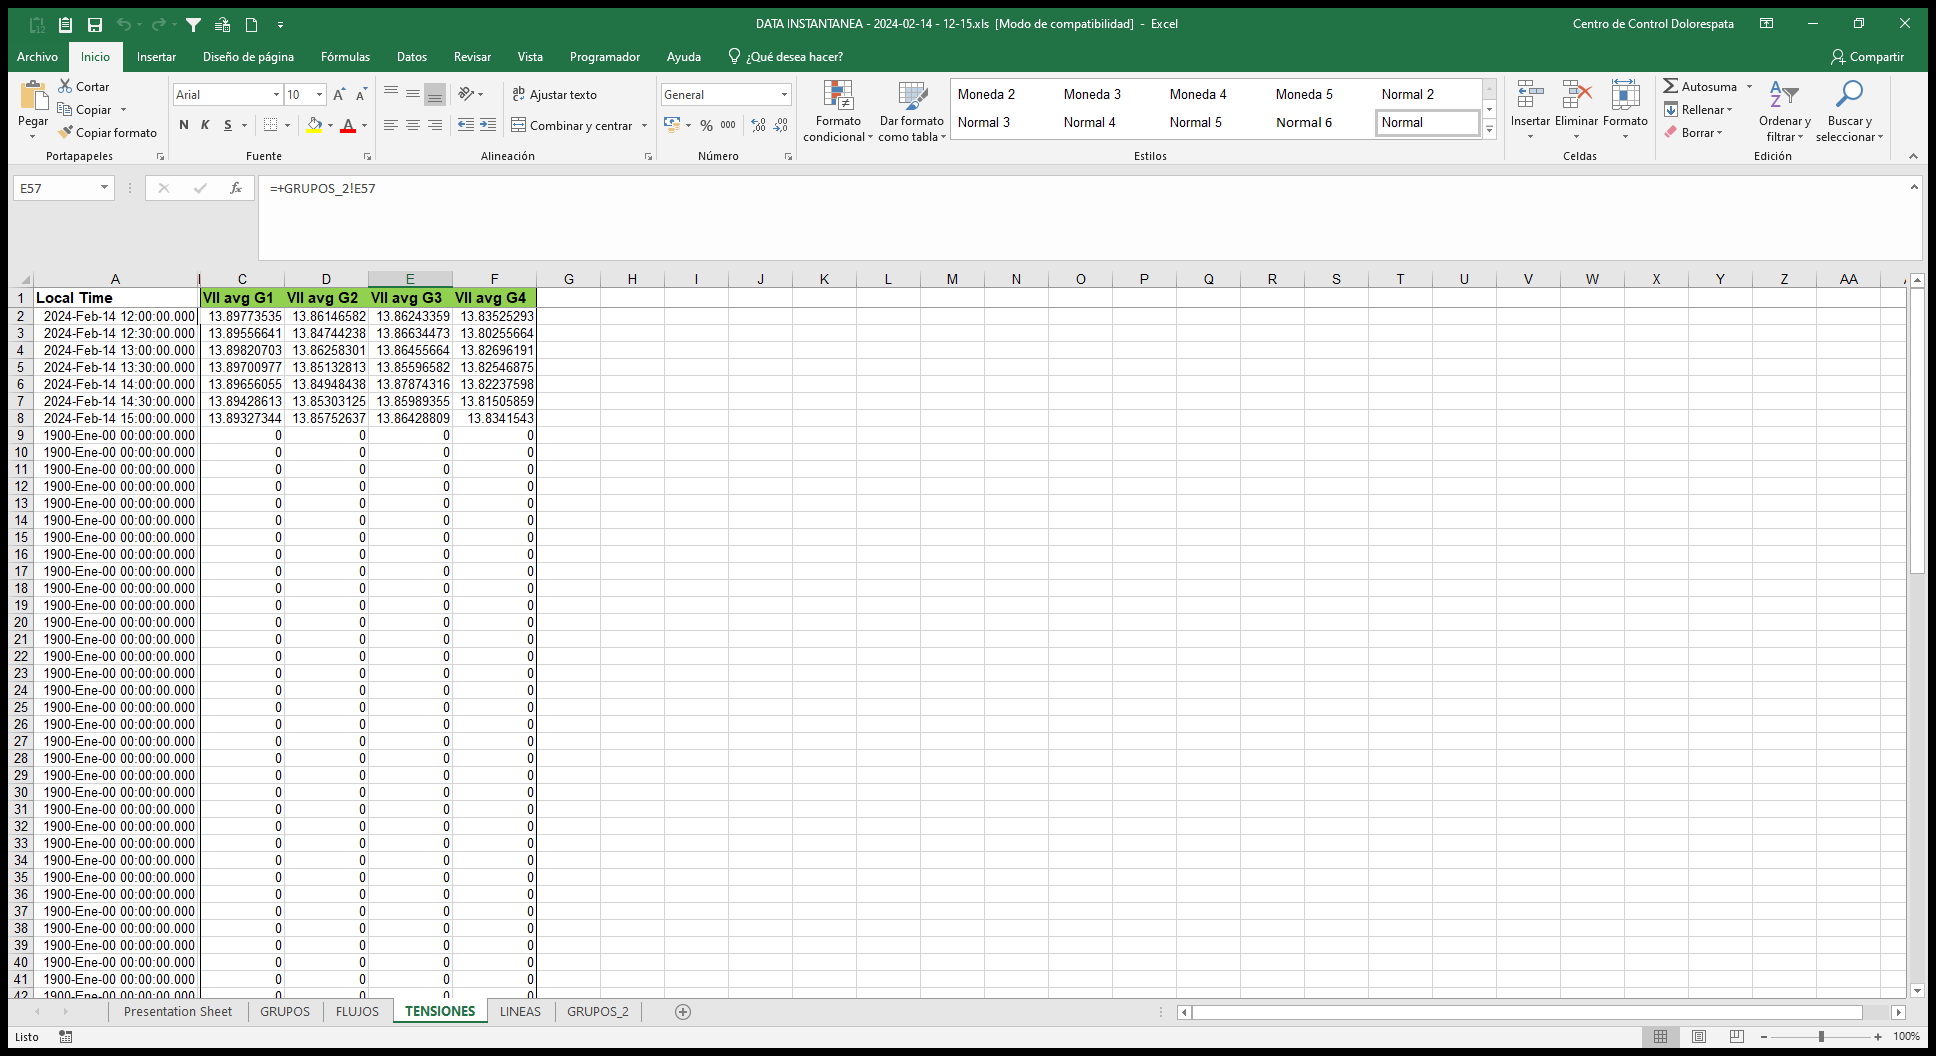 DATA INSTANTANEA - 2024-02-14 - 12-15.xls [Modo de compatibilidad] - Excel
Centro de Control Dolorespata
Archivo Inicio Insertar Diseño de página Fórmulas Datos Revisar Vista Programador Ayuda ¿Qué desea hacer? Compartir
Pegar
Cortar
Copiar
Copiar formato
Portapapeles
Arial 10
N K S
Fuente
Ajustar texto
Combinar y centrar
Alineación
General
% 000
Número
Formato condicional
Dar formato como tabla
Moneda 2 Moneda 3 Moneda 4 Moneda 5 Normal 2
Normal 3 Normal 4 Normal 5 Normal 6 Normal
Estilos
Insertar Eliminar Formato
Celdas
Autosuma
Rellenar
Borrar
Ordenar y filtrar
Buscar y seleccionar
Edición
E57 fx =+GRUPOS_2!E57
A C D E F G H I J K L M N O P Q R S T U V W X Y Z AA
1 Local Time VII avg G1 VII avg G2 VII avg G3 VII avg G4
2 2024-Feb-14 12:00:00.000 13.89773535 13.86146582 13.86243359 13.83525293
3 2024-Feb-14 12:30:00.000 13.89556641 13.84744238 13.86634473 13.80255664
4 2024-Feb-14 13:00:00.000 13.89820703 13.86258301 13.86455664 13.82696191
5 2024-Feb-14 13:30:00.000 13.89700977 13.85132813 13.85596582 13.82546875
6 2024-Feb-14 14:00:00.000 13.89656055 13.84948438 13.87874316 13.82237598
7 2024-Feb-14 14:30:00.000 13.89428613 13.85303125 13.85989355 13.81505859
8 2024-Feb-14 15:00:00.000 13.89327344 13.85752637 13.86428809 13.8341543
9 1900-Ene-00 00:00:00.000 0 0 0 0
10 1900-Ene-00 00:00:00.000 0 0 0 0
11 1900-Ene-00 00:00:00.000 0 0 0 0
12 1900-Ene-00 00:00:00.000 0 0 0 0
13 1900-Ene-00 00:00:00.000 0 0 0 0
14 1900-Ene-00 00:00:00.000 0 0 0 0
15 1900-Ene-00 00:00:00.000 0 0 0 0
16 1900-Ene-00 00:00:00.000 0 0 0 0
17 1900-Ene-00 00:00:00.000 0 0 0 0
18 1900-Ene-00 00:00:00.000 0 0 0 0
19 1900-Ene-00 00:00:00.000 0 0 0 0
20 1900-Ene-00 00:00:00.000 0 0 0 0
21 1900-Ene-00 00:00:00.000 0 0 0 0
22 1900-Ene-00 00:00:00.000 0 0 0 0
23 1900-Ene-00 00:00:00.000 0 0 0 0
24 1900-Ene-00 00:00:00.000 0 0 0 0
25 1900-Ene-00 00:00:00.000 0 0 0 0
26 1900-Ene-00 00:00:00.000 0 0 0 0
27 1900-Ene-00 00:00:00.000 0 0 0 0
28 1900-Ene-00 00:00:00.000 0 0 0 0
29 1900-Ene-00 00:00:00.000 0 0 0 0
30 1900-Ene-00 00:00:00.000 0 0 0 0
31 1900-Ene-00 00:00:00.000 0 0 0 0
32 1900-Ene-00 00:00:00.000 0 0 0 0
33 1900-Ene-00 00:00:00.000 0 0 0 0
34 1900-Ene-00 00:00:00.000 0 0 0 0
35 1900-Ene-00 00:00:00.000 0 0 0 0
36 1900-Ene-00 00:00:00.000 0 0 0 0
37 1900-Ene-00 00:00:00.000 0 0 0 0
38 1900-Ene-00 00:00:00.000 0 0 0 0
39 1900-Ene-00 00:00:00.000 0 0 0 0
40 1900-Ene-00 00:00:00.000 0 0 0 0
41 1900-Ene-00 00:00:00.000 0 0 0 0
42 1900-Ene-00 00:00:00.000 0 0 0 0
Presentation Sheet GRUPOS FLUJOS TENSIONES LINEAS GRUPOS_2
Listo 100%